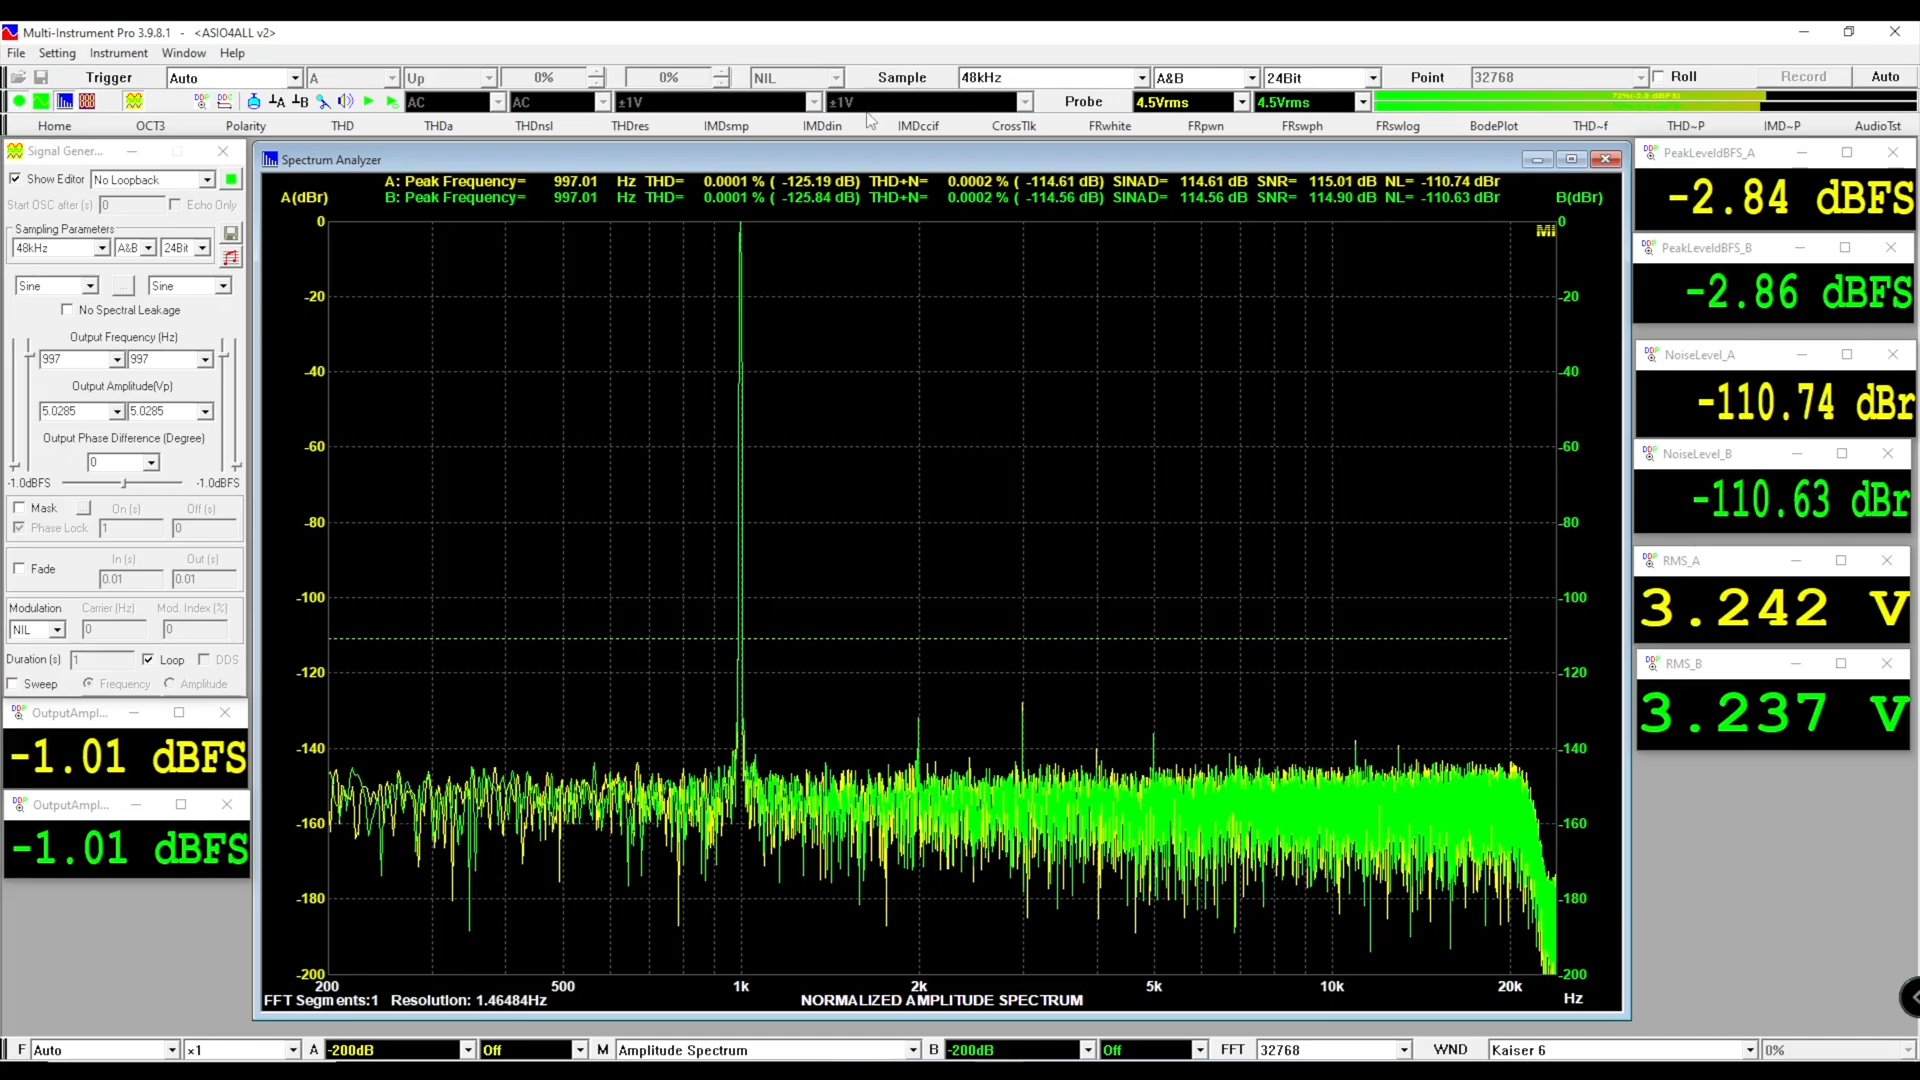 Multi-Instrument Pro 3.9.8.1 - <ASIO4ALL v2>
File Setting Instrument Window Help
Trigger Auto A Up 0% 0% NIL Sample 48kHz A&B 24Bit Point 32768 Roll Record Auto
AC AC ±1V ±1V Probe 4.5Vrms 4.5Vrms
Home OCT3 Polarity THD THDa THDnsl THDres IMDsmp IMDdin IMDccif CrossTlk FRwhite FRpwn FRswph FRswlog BodePlot THD~f THD~P IMD~P AudioTst
Signal Gener...
Show Editor No Loopback
Start OSC after (s) 0 Echo Only
Sampling Parameters
48kHz A&B 24Bit
Sine ... Sine
No Spectral Leakage
Output Frequency (Hz)
997 997
Output Amplitude(Vp)
5.0285 5.0285
Output Phase Difference (Degree)
0
-1.0dBFS -1.0dBFS
Mask ... On (s) Off (s)
Phase Lock 1 0
In (s) Out (s)
Fade 0.01 0.01
Modulation Carrier (Hz) Mod. Index (%)
NIL 0 0
Duration (s) 1 Loop DDS
Sweep Frequency Amplitude
OutputAmpl...
-1.01 dBFS
OutputAmpl...
-1.01 dBFS
Spectrum Analyzer
A: Peak Frequency= 997.01 Hz THD= 0.0001 % ( -125.19 dB) THD+N= 0.0002 % ( -114.61 dB) SINAD= 114.61 dB SNR= 115.01 dB NL= -110.74 dBr
B: Peak Frequency= 997.01 Hz THD= 0.0001 % ( -125.84 dB) THD+N= 0.0002 % ( -114.56 dB) SINAD= 114.56 dB SNR= 114.90 dB NL= -110.63 dBr
A(dBr) B(dBr)
0 0
MI
-20 -20
-40 -40
-60 -60
-80 -80
-100 -100
-120 -120
-140 -140
-160 -160
-180 -180
-200 -200
200 500 1k 2k 5k 10k 20k Hz
FFT Segments:1 Resolution: 1.46484Hz NORMALIZED AMPLITUDE SPECTRUM
PeakLeveldBFS_A
-2.84 dBFS
PeakLeveldBFS_B
-2.86 dBFS
NoiseLevel_A
-110.74 dBr
NoiseLevel_B
-110.63 dBr
RMS_A
3.242 V
RMS_B
3.237 V
F Auto ×1 A -200dB Off M Amplitude Spectrum B -200dB Off FFT 32768 WND Kaiser 6 0%